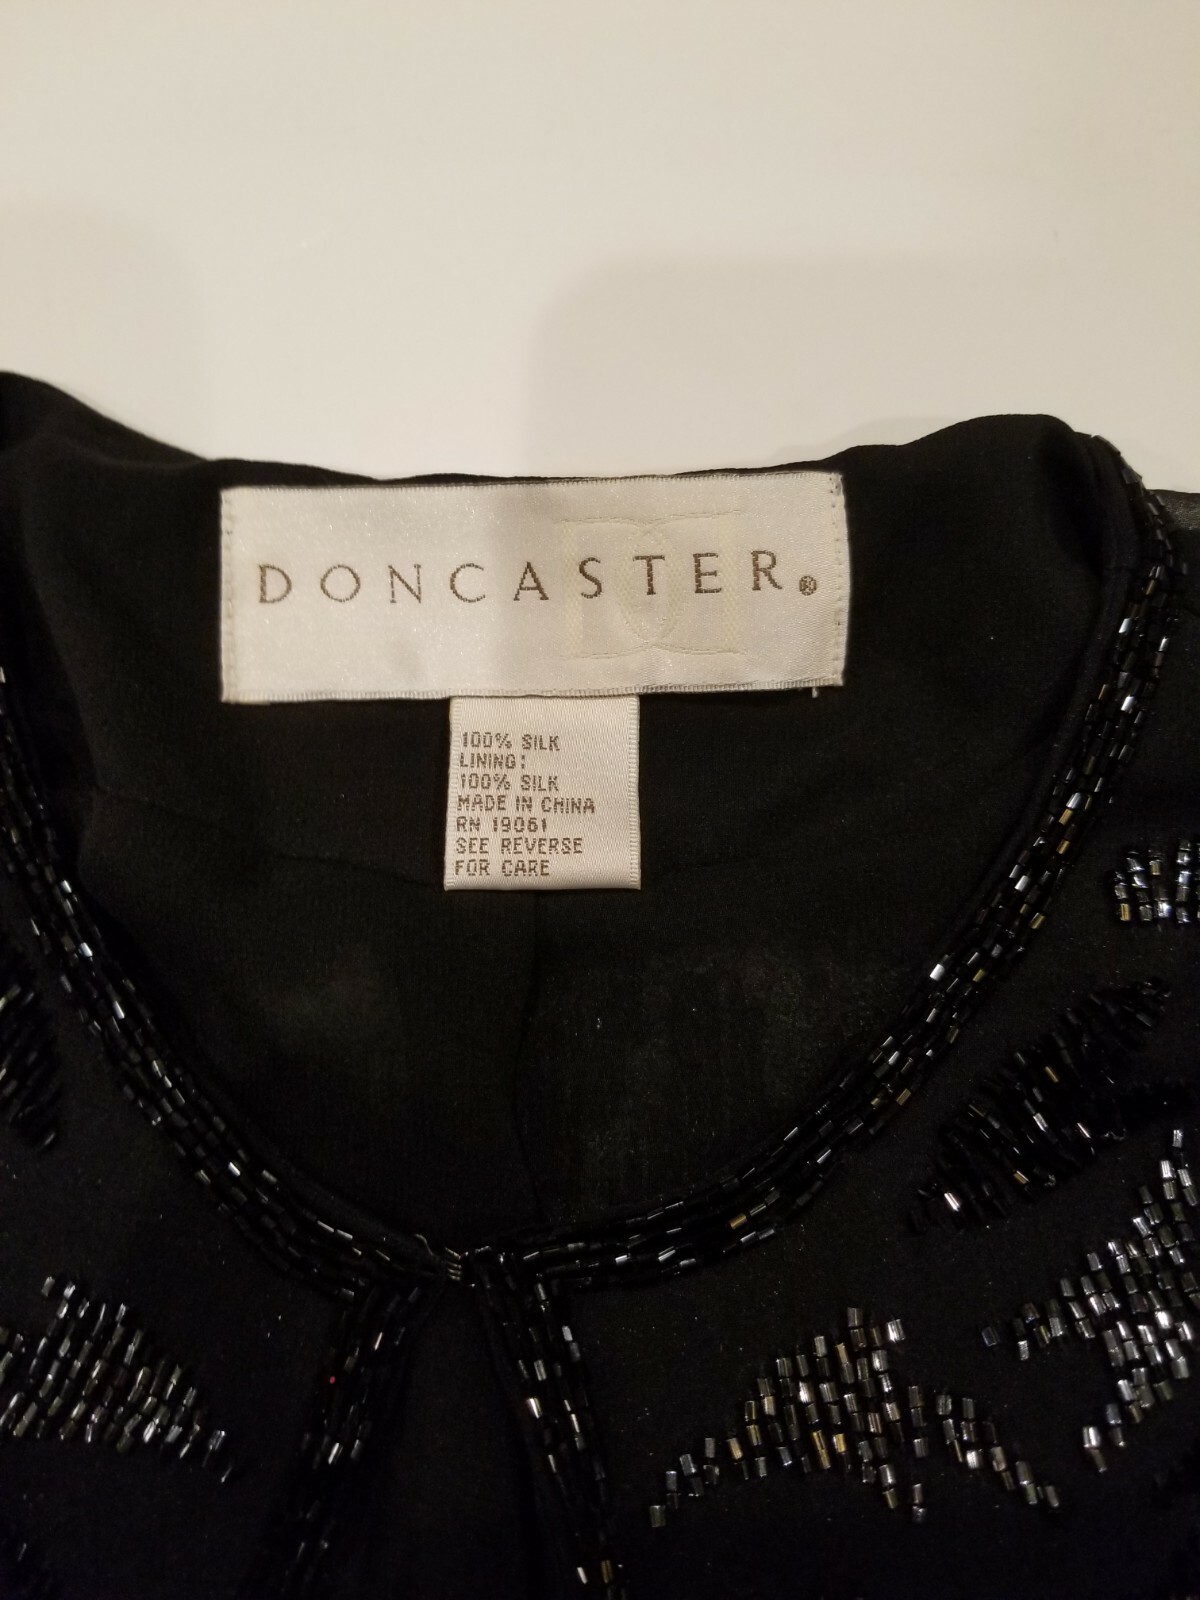 DONCASTER®
100% SILK
LINING:
100% SILK
MADE IN CHINA
RN 19061
SEE REVERSE
FOR CARE